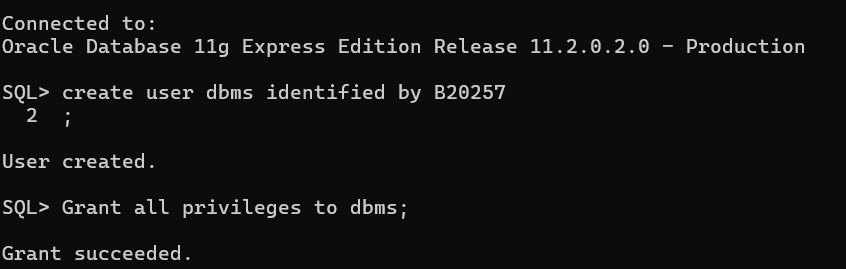 Connected to:
Oracle Database 11g Express Edition Release 11.2.0.2.0 - Production
SQL> create user dbms identified by B20257
  2  ;
User created.
SQL> Grant all privileges to dbms;
Grant succeeded.